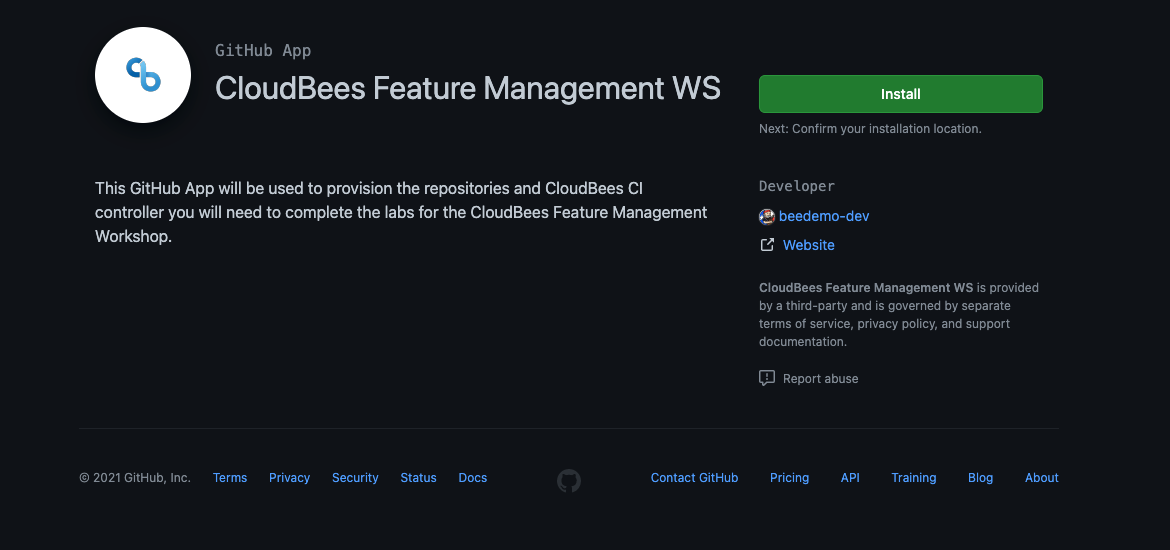 GitHub App
CloudBees Feature Management WS
This GitHub App will be used to provision the repositories and CloudBees CI
controller you will need to complete the labs for the CloudBees Feature Management
Workshop.
Install
Next: Confirm your installation location.
Developer
beedemo-dev
Website
CloudBees Feature Management WS is provided
by a third-party and is governed by separate
terms of service, privacy policy, and support
documentation.
Report abuse
© 2021 GitHub, Inc. Terms Privacy Security Status Docs Contact GitHub Pricing API Training Blog About